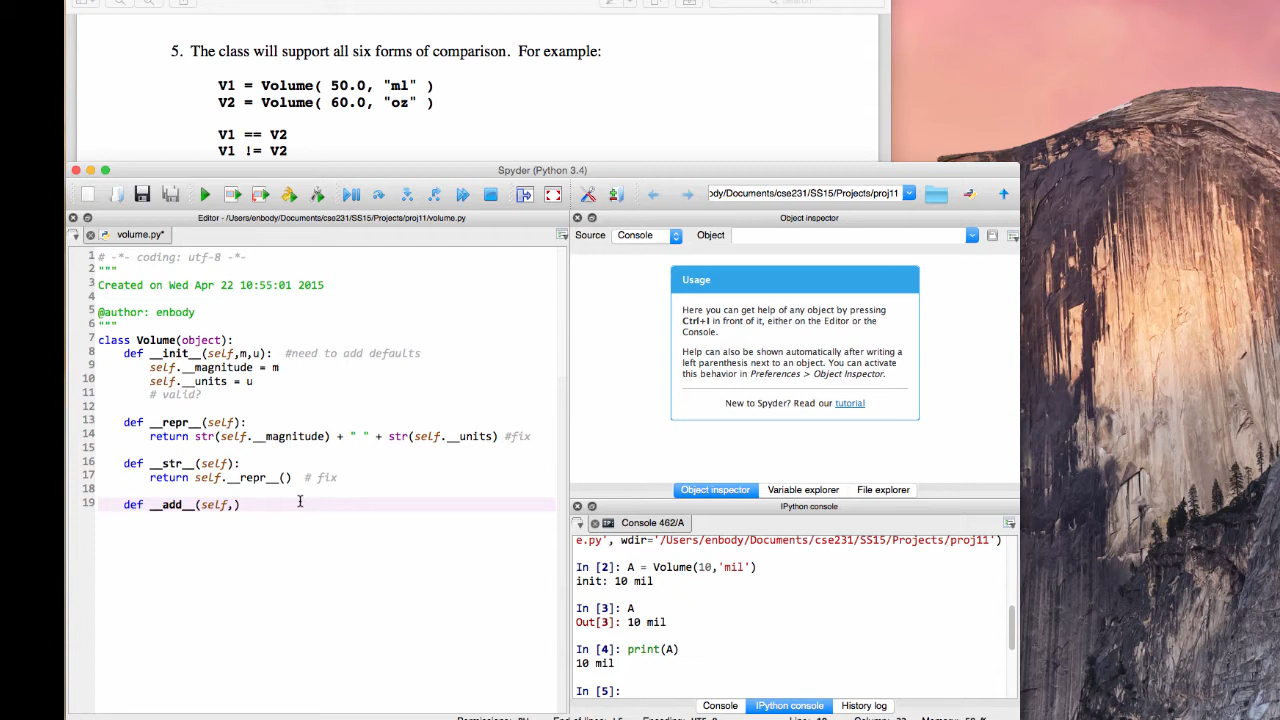 5. The class will support all six forms of comparison. For example:
V1 = Volume( 50.0, "ml" )
V2 = Volume( 60.0, "oz" )
V1 == V2
V1 != V2
Spyder (Python 3.4)
ody/Documents/cse231/SS15/Projects/proj11
Editor - /Users/enbody/Documents/cse231/SS15/Projects/proj11/volume.py
Object inspector
volume.py*
Source Console Object
1 # -*- coding: utf-8 -*-
2 """
3 Created on Wed Apr 22 10:55:01 2015
4
5 @author: enbody
6 """
7 class Volume(object):
8 def __init__(self,m,u): #need to add defaults
9 self.__magnitude = m
10 self.__units = u
11 # valid?
12
13 def __repr__(self):
14 return str(self.__magnitude) + " " + str(self.__units) #fix
15
16 def __str__(self):
17 return self.__repr__() # fix
18
19 def __add__(self,)
Usage
Here you can get help of any object by pressing
Ctrl+I in front of it, either on the Editor or the
Console.
Help can also be shown automatically after writing a
left parenthesis next to an object. You can activate
this behavior in Preferences > Object Inspector.
New to Spyder? Read our tutorial
Object inspector Variable explorer File explorer
IPython console
Console 462/A
e.py', wdir='/Users/enbody/Documents/cse231/SS15/Projects/proj11')
In [2]: A = Volume(10,'mil')
init: 10 mil
In [3]: A
Out[3]: 10 mil
In [4]: print(A)
10 mil
In [5]:
Console IPython console History log